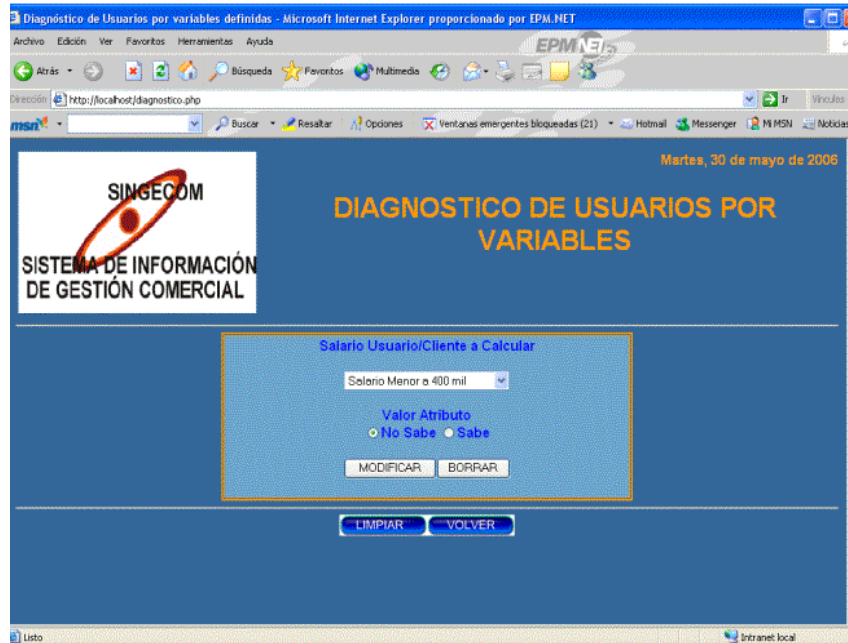 Diagnóstico de Usuarios por variables definidas - Microsoft Internet Explorer proporcionado por EPM.NET
Archivo Edición Ver Favoritos Herramientas Ayuda
EPM NET
Atrás Búsqueda Favoritos Multimedia
Dirección http://localhost/diagnostico.php Ir Vínculos
msn Buscar Resaltar Opciones Ventanas emergentes bloqueadas (21) Hotmail Messenger Mi MSN Noticias
Martes, 30 de mayo de 2006
SINGECOM
SISTEMA DE INFORMACIÓN
DE GESTIÓN COMERCIAL
DIAGNOSTICO DE USUARIOS POR
VARIABLES
Salario Usuario/Cliente a Calcular
Salario Menor a 400 mil
Valor Atributo
No Sabe Sabe
MODIFICAR BORRAR
LIMPIAR VOLVER
Listo Intranet local